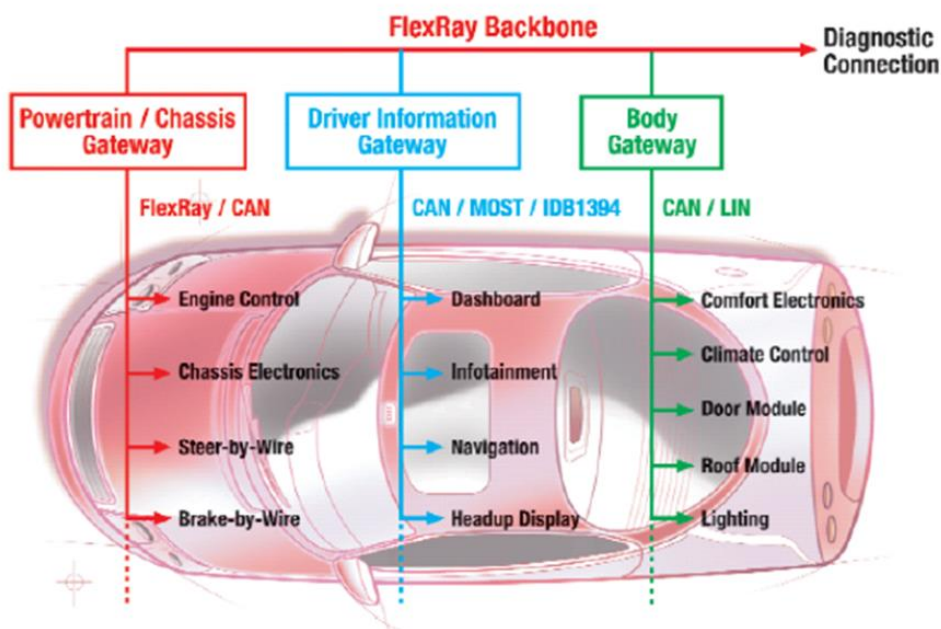 FlexRay Backbone
Diagnostic
Connection
Powertrain / Chassis
Gateway
Driver Information
Gateway
Body
Gateway
FlexRay / CAN
CAN / MOST / IDB1394
CAN / LIN
Engine Control
Chassis Electronics
Steer-by-Wire
Brake-by-Wire
Dashboard
Infotainment
Navigation
Headup Display
Comfort Electronics
Climate Control
Door Module
Roof Module
Lighting